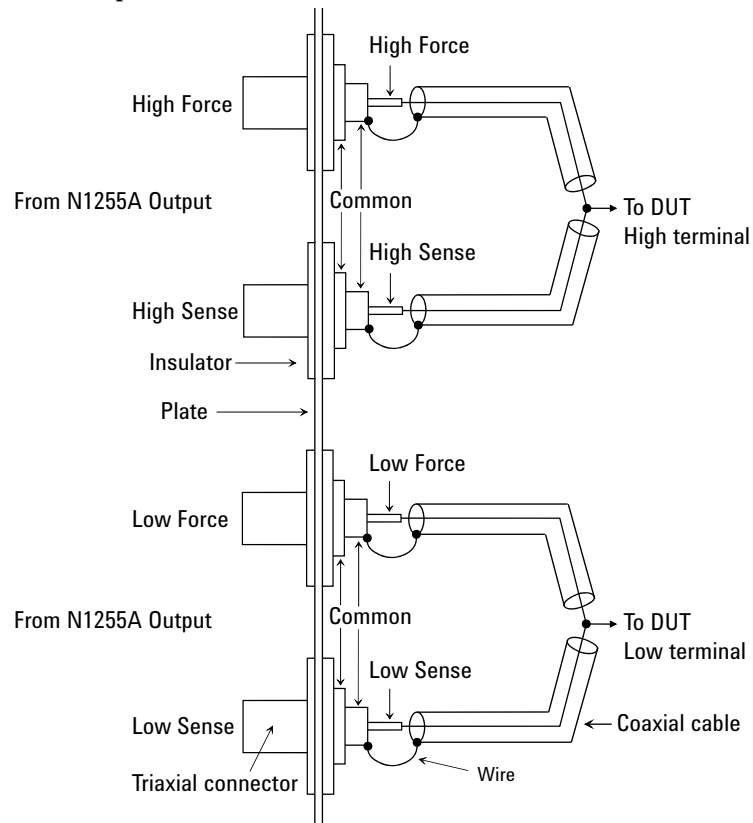 High Force
High Force
From N1255A Output
Common
To DUT
High terminal
High Sense
High Sense
Insulator
Plate
Low Force
Low Force
From N1255A Output
Common
To DUT
Low terminal
Low Sense
Low Sense
Coaxial cable
Triaxial connector
Wire